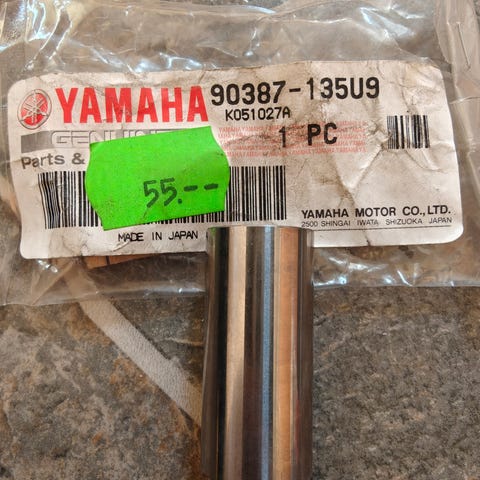 YAMAHA 90387-135U9
K051027A
GENUINE
1 PC
Parts &
55.--
MADE IN JAPAN
YAMAHA MOTOR CO., LTD.
2500 SHINGAI IWATA SHIZUOKA JAPAN